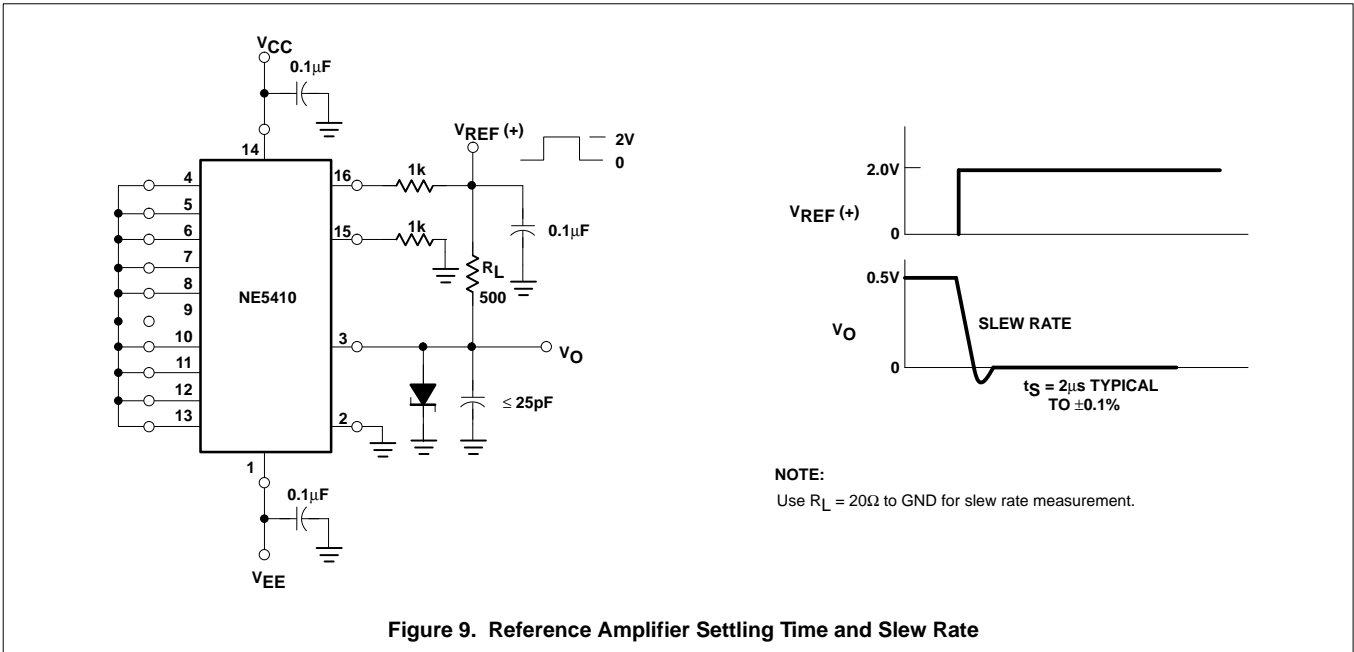 VCC
0.1μF
14
4
5
6
7
8
9
10
11
12
13
NE5410
16
1k
15
1k
3
2
1
VREF (+)
2V
0
0.1μF
RL
500
VO
≤ 25pF
0.1μF
VEE
2.0V
VREF (+)
0
0.5V
SLEW RATE
VO
0
tS = 2μs TYPICAL
TO ±0.1%
NOTE:
Use RL = 20Ω to GND for slew rate measurement.
Figure 9. Reference Amplifier Settling Time and Slew Rate